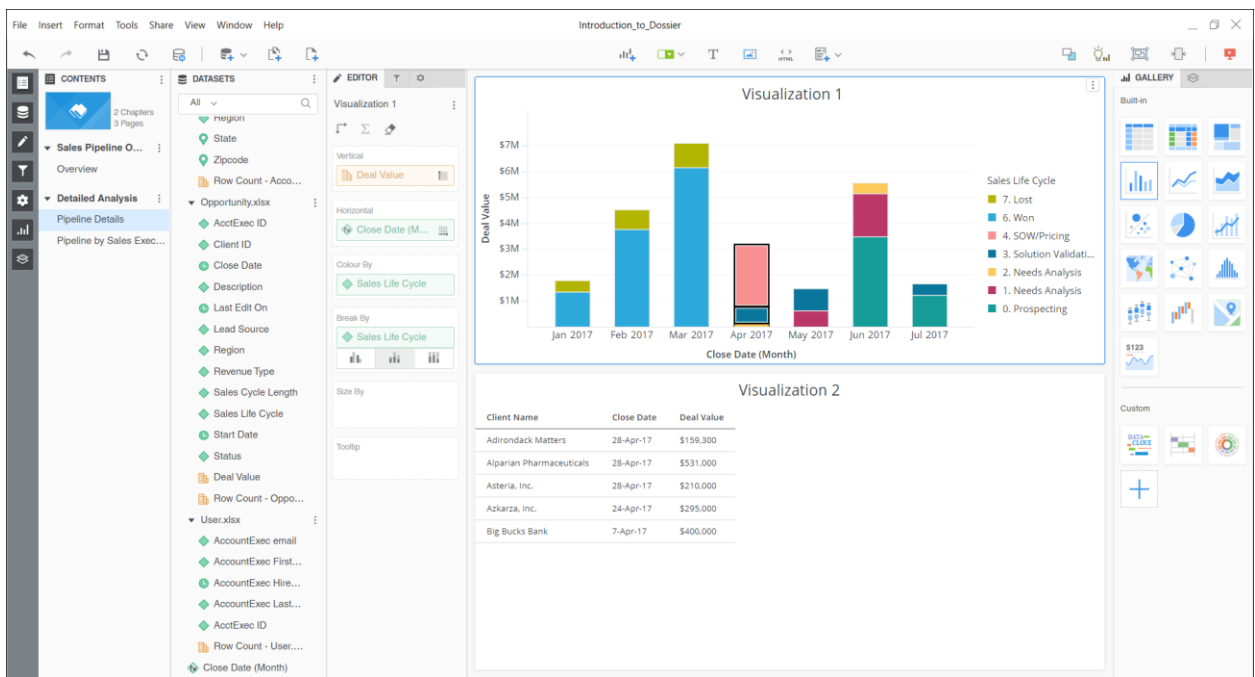 File Insert Format Tools Share View Window Help
Introduction_to_Dossier
HTML
CONTENTS
2 Chapters
3 Pages
Sales Pipeline O...
Overview
Detailed Analysis
Pipeline Details
Pipeline by Sales Exec...
DATASETS
All
Region
State
Zipcode
Row Count - Acco...
Opportunity.xlsx
AcctExec ID
Client ID
Close Date
Description
Last Edit On
Lead Source
Region
Revenue Type
Sales Cycle Length
Sales Life Cycle
Start Date
Status
Deal Value
Row Count - Oppo...
User.xlsx
AccountExec email
AccountExec First...
AccountExec Hire...
AccountExec Last...
AcctExec ID
Row Count - User....
Close Date (Month)
EDITOR
Visualization 1
Vertical
Deal Value
Horizontal
Close Date (M...
Colour By
Sales Life Cycle
Break By
Sales Life Cycle
Size By
Tooltip
Visualization 1
Deal Value
$7M
$6M
$5M
$4M
$3M
$2M
$1M
Jan 2017 Feb 2017 Mar 2017 Apr 2017 May 2017 Jun 2017 Jul 2017
Close Date (Month)
Sales Life Cycle
7. Lost
6. Won
4. SOW/Pricing
3. Solution Validati...
2. Needs Analysis
1. Needs Analysis
0. Prospecting
Visualization 2
Client Name Close Date Deal Value
Adirondack Matters 28-Apr-17 $159,300
Alparian Pharmaceuticals 28-Apr-17 $531,000
Asteria, Inc. 28-Apr-17 $210,000
Azkarza, Inc. 24-Apr-17 $295,000
Big Bucks Bank 7-Apr-17 $400,000
GALLERY
Built-in
$123
Custom
DATA
CLOUD